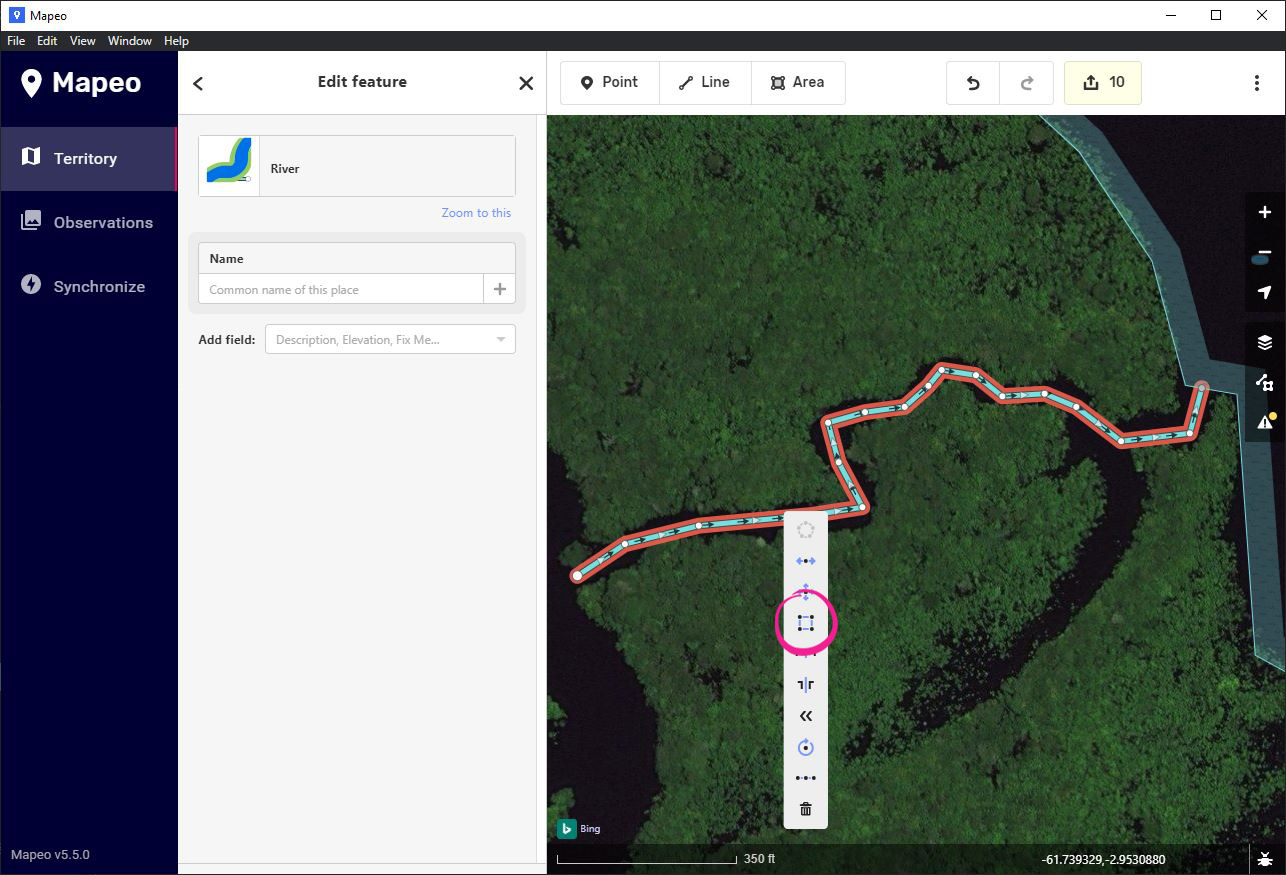 Mapeo
File Edit View Window Help
Mapeo
Territory
Observations
Synchronize
Mapeo v5.5.0
Edit feature
River
Zoom to this
Name
Common name of this place
Add field:
Description, Elevation, Fix Me...
Point
Line
Area
10
Bing
350 ft
-61.739329,-2.9530880